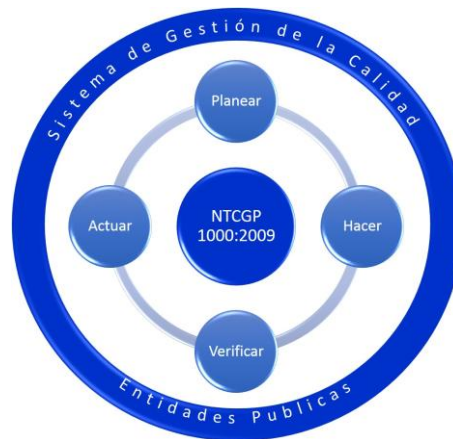 Sistema de Gestión de la Calidad
Planear
Actuar
NTCGP
1000:2009
Hacer
Verificar
Entidades Publicas